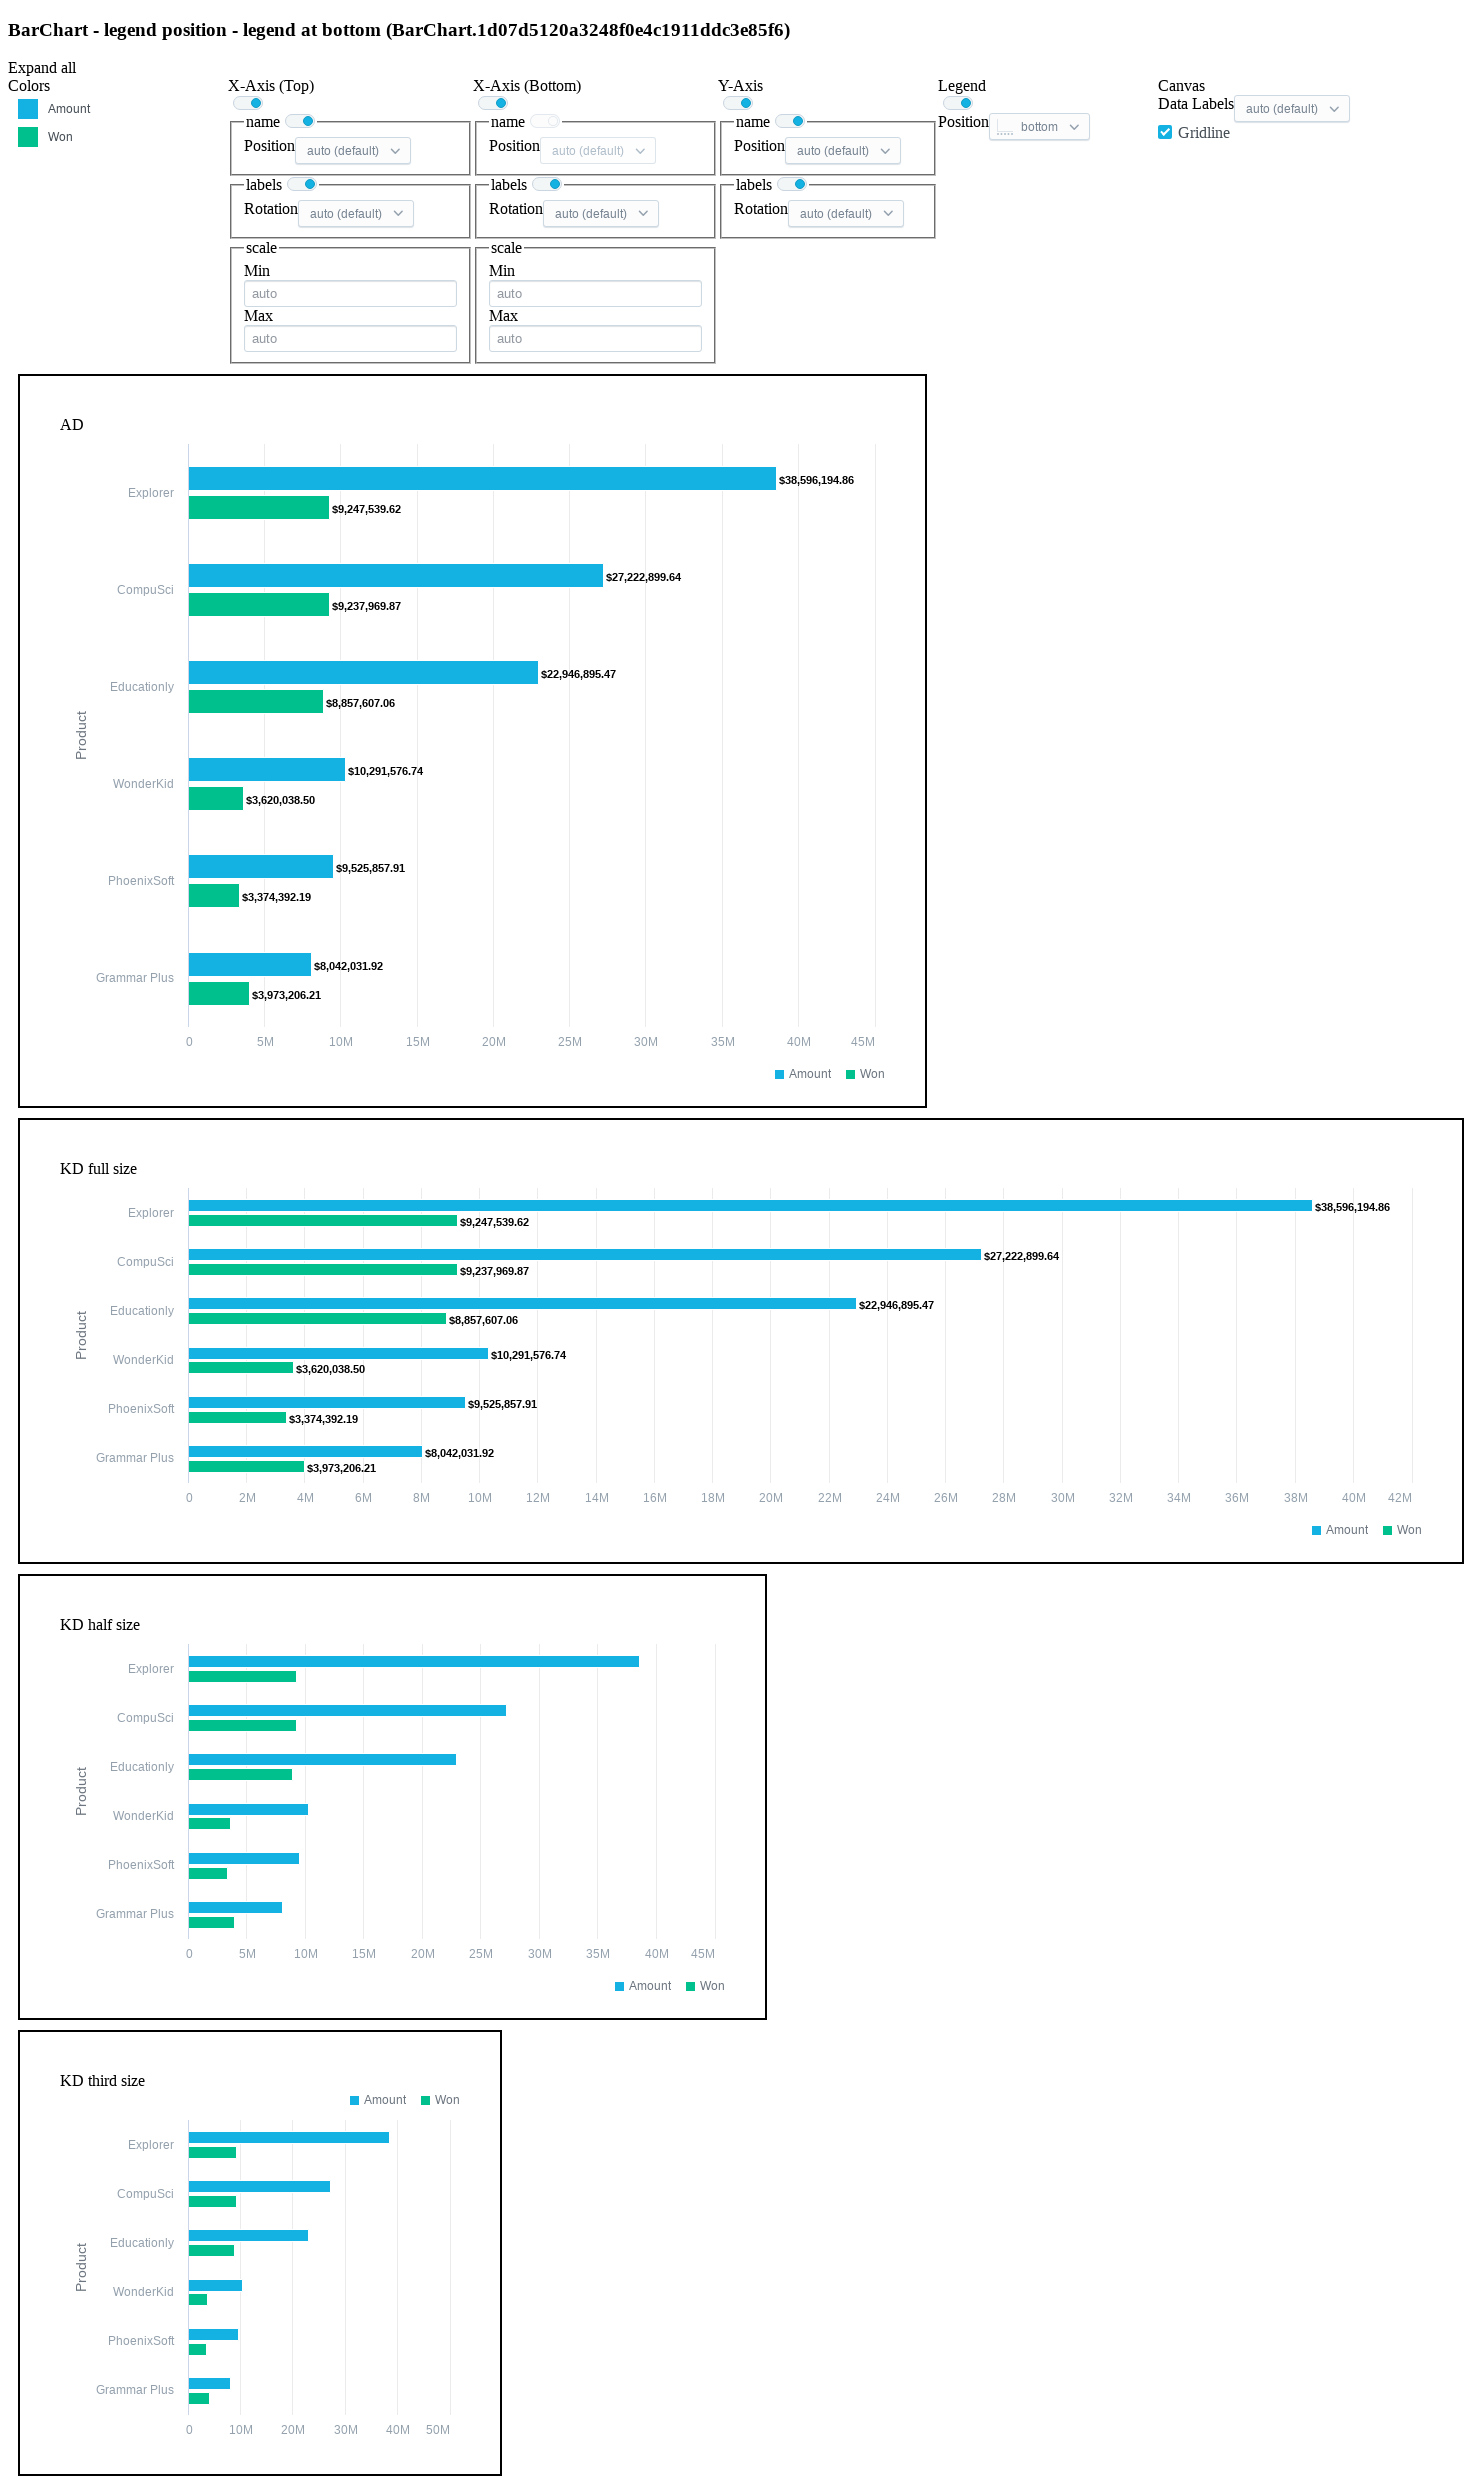 BarChart - legend position - legend at bottom (BarChart.1d07d5120a3248f0e4c1911ddc3e85f6)
Expand all
Colors
Amount
Won
X-Axis (Top)
name
Position auto (default)
labels
Rotation auto (default)
scale
Min
auto
Max
auto
X-Axis (Bottom)
name
Position auto (default)
labels
Rotation auto (default)
scale
Min
auto
Max
auto
Y-Axis
name
Position auto (default)
labels
Rotation auto (default)
Legend
Position bottom
Canvas
Data Labels auto (default)
Gridline
AD
Product
Explorer
$38,596,194.86
$9,247,539.62
CompuSci
$27,222,899.64
$9,237,969.87
Educationly
$22,946,895.47
$8,857,607.06
WonderKid
$10,291,576.74
$3,620,038.50
PhoenixSoft
$9,525,857.91
$3,374,392.19
Grammar Plus
$8,042,031.92
$3,973,206.21
0 5M 10M 15M 20M 25M 30M 35M 40M 45M
Amount Won
KD full size
Product
Explorer
$38,596,194.86
$9,247,539.62
CompuSci
$27,222,899.64
$9,237,969.87
Educationly
$22,946,895.47
$8,857,607.06
WonderKid
$10,291,576.74
$3,620,038.50
PhoenixSoft
$9,525,857.91
$3,374,392.19
Grammar Plus
$8,042,031.92
$3,973,206.21
0 2M 4M 6M 8M 10M 12M 14M 16M 18M 20M 22M 24M 26M 28M 30M 32M 34M 36M 38M 40M 42M
Amount Won
KD half size
Product
Explorer
CompuSci
Educationly
WonderKid
PhoenixSoft
Grammar Plus
0 5M 10M 15M 20M 25M 30M 35M 40M 45M
Amount Won
KD third size
Amount Won
Product
Explorer
CompuSci
Educationly
WonderKid
PhoenixSoft
Grammar Plus
0 10M 20M 30M 40M 50M